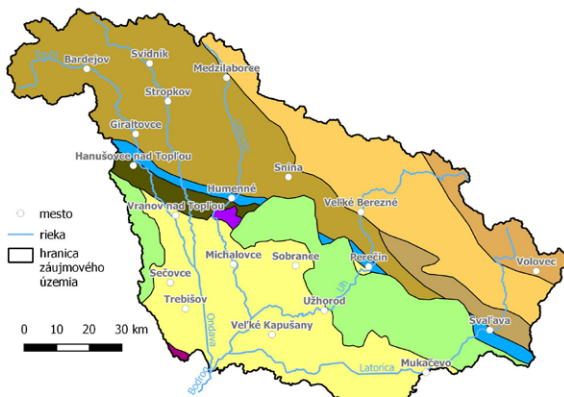 Svidník
Bardejov
Medzilaborce
Stropkov
Giraltovce
Hanušovce nad Topľou
Snina
Humenné
Veľké Berezné
Vranov nad Topľou
mesto
rieka
hranica
záujmového
územia
Michalovce
Sobrance
Perečín
Volovec
Sečovce
Trebišov
Uh
Užhorod
Svaľava
Ondava
Veľké Kapušany
0 10 20 30 km
Latorica
Mukačevo
Bodrog